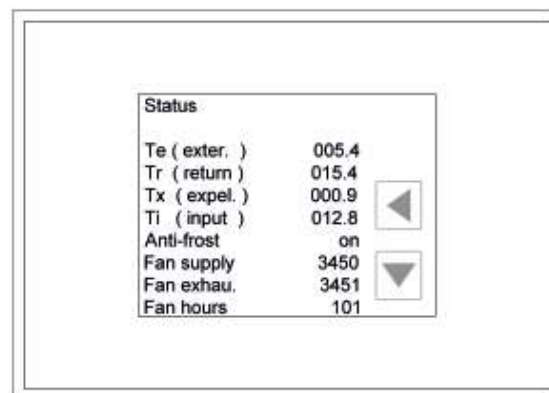 Status
Te ( exter. ) 005.4
Tr ( return ) 015.4
Tx ( expel. ) 000.9
Ti ( input ) 012.8
Anti-frost on
Fan supply 3450
Fan exhau. 3451
Fan hours 101